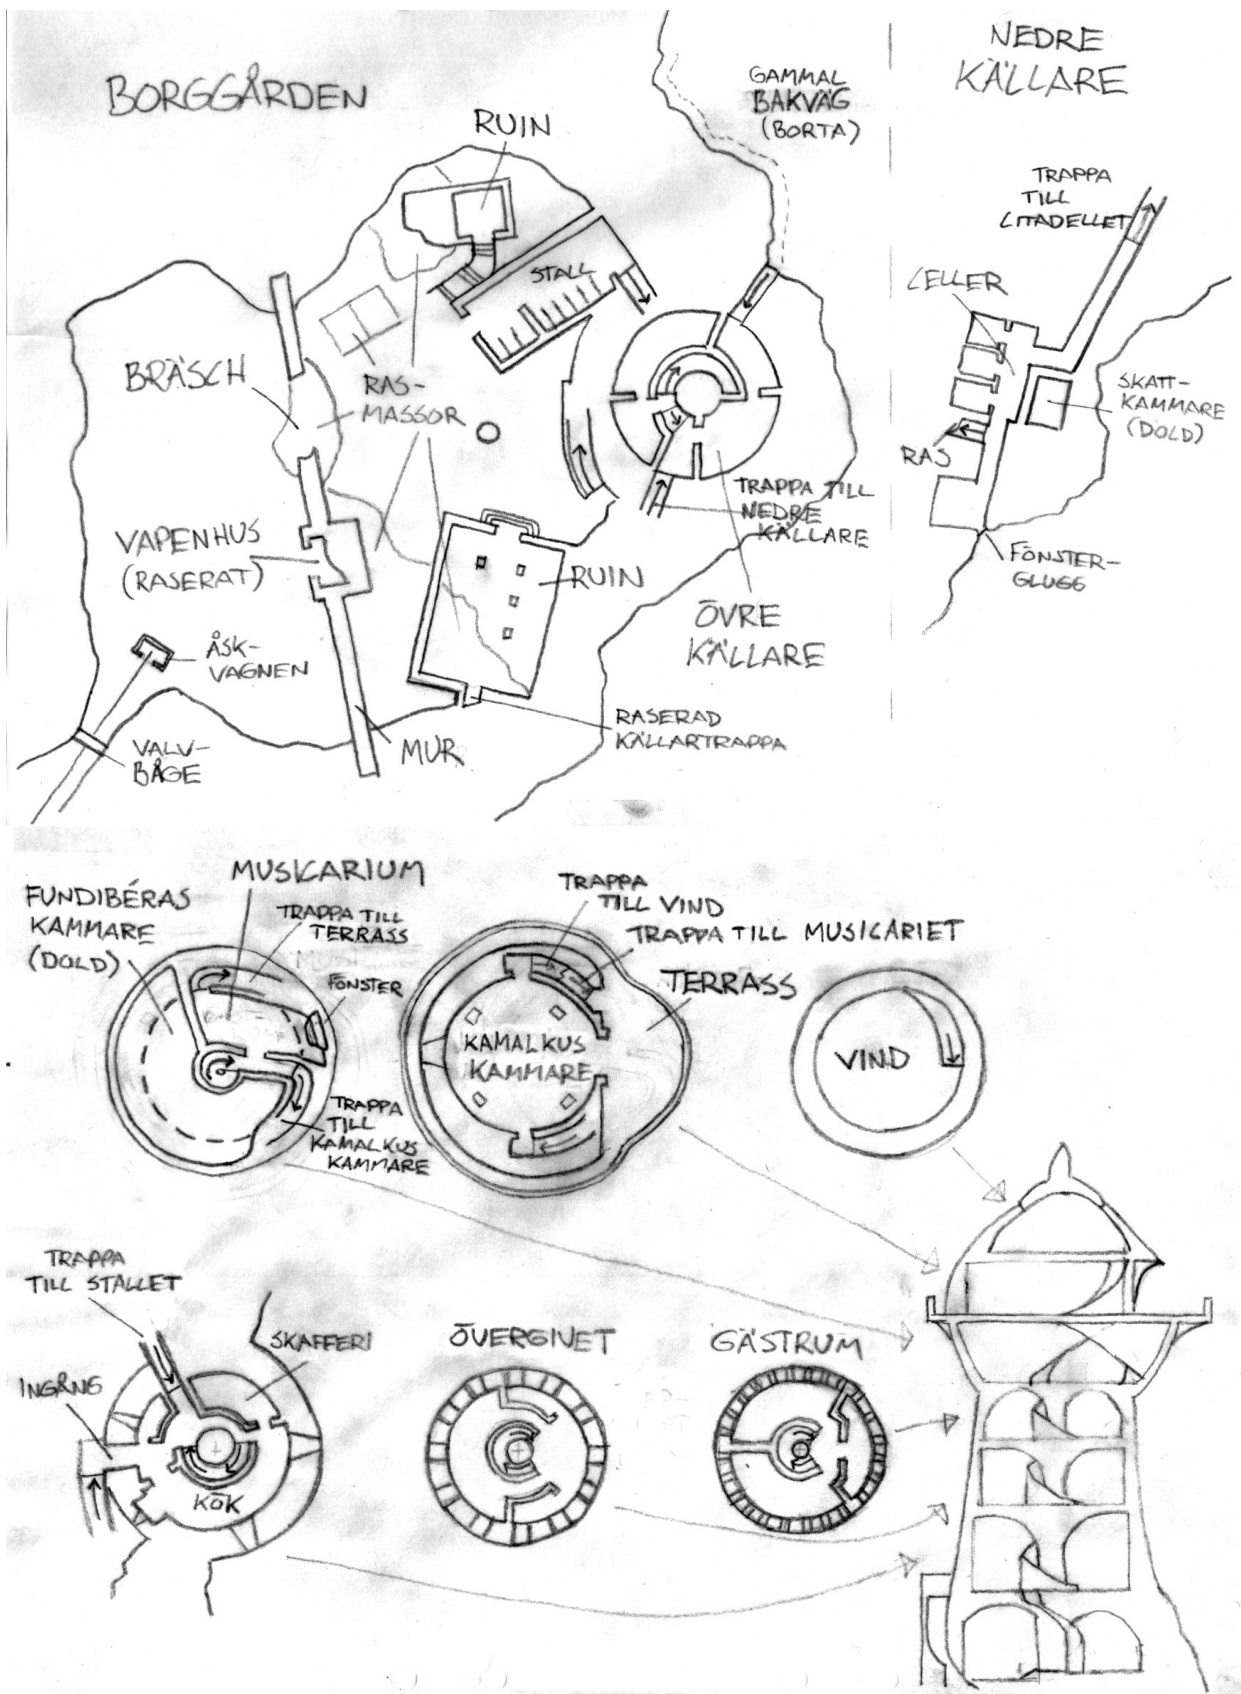 BORGGÅRDEN
RUIN
GAMMAL
BAKVÄG
(BORTA)
NEDRE
KÄLLARE
TRAPPA
TILL
CITADELLET
STALL
CELLER
BRÄSCH
RAS-
MASSOR
SKATT-
KAMMARE
(DOLD)
RAS
TRAPPA TILL
NEDRE
KÄLLARE
VAPENHUS
(RASERAT)
RUIN
FÖNSTER-
GLUGG
ÖVRE
KÄLLARE
ÅSK-
VAGNEN
RASERAD
KÄLLARTRAPPA
VALV-
BÅGE
MUR
MUSICARIUM
FUNDIBÉRAS
KAMMARE
(DOLD)
TRAPPA TILL
TERRASS
FÖNSTER
TRAPPA
TILL
KAMALKUS
KAMMARE
TRAPPA
TILL VIND
TRAPPA TILL MUSICARIET
TERRASS
KAMALKUS
KAMMARE
VIND
TRAPPA
TILL STALLET
SKAFFERI
INGÅNG
KÖK
ÖVERGIVET
GÄSTRUM